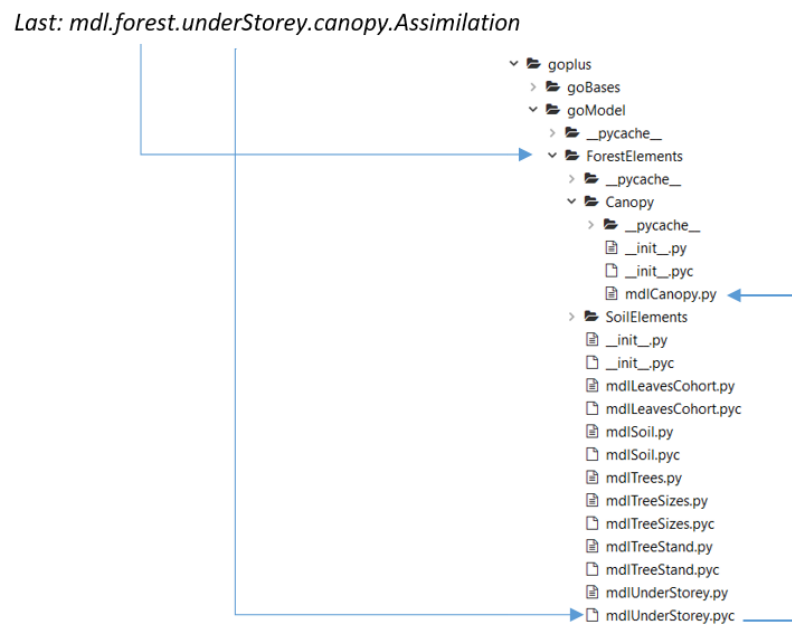 Last: mdl.forest.underStorey.canopy.Assimilation
goplus
goBases
goModel
__pycache__
ForestElements
__pycache__
Canopy
__pycache__
__init__.py
__init__.pyc
mdlCanopy.py
SoilElements
__init__.py
__init__.pyc
mdlLeavesCohort.py
mdlLeavesCohort.pyc
mdlSoil.py
mdlSoil.pyc
mdlTrees.py
mdlTreeSizes.py
mdlTreeSizes.pyc
mdlTreeStand.py
mdlTreeStand.pyc
mdlUnderStorey.py
mdlUnderStorey.pyc